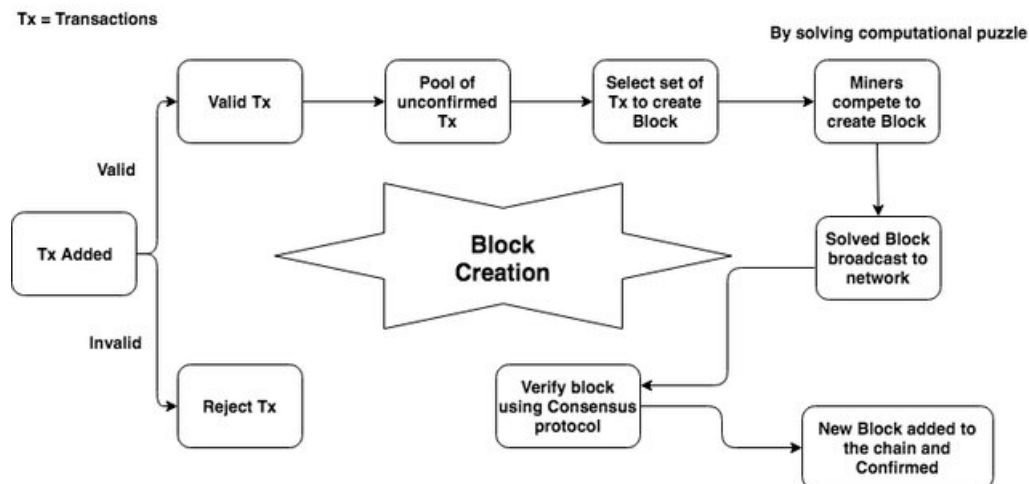 Tx = Transactions
By solving computational puzzle
Valid Tx
Pool of
unconfirmed
Tx
Select set of
Tx to create
Block
Miners
compete to
create Block
Valid
Tx Added
Block
Creation
Solved Block
broadcast to
network
Invalid
Reject Tx
Verify block
using Consensus
protocol
New Block added to
the chain and
Confirmed